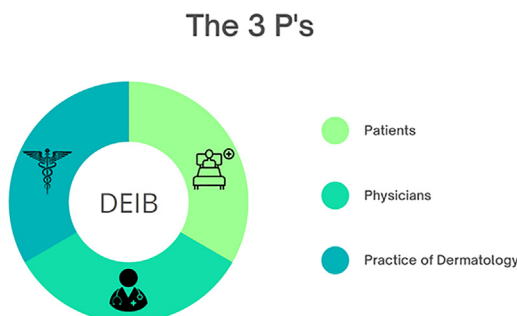 The 3 P's
DEIB
Patients
Physicians
Practice of Dermatology